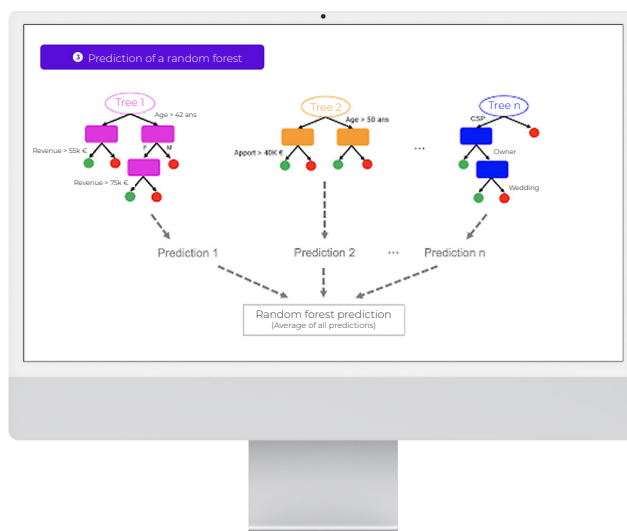 3 Prediction of a random forest
Tree 1
Tree 2
Tree n
Age > 42 ans
Age > 50 ans
CSP
Revenue > 55k €
F
M
Apport > 40K €
...
Owner
Revenue > 75k €
Wedding
Prediction 1
Prediction 2
...
Prediction n
Random forest prediction
(Average of all predictions)